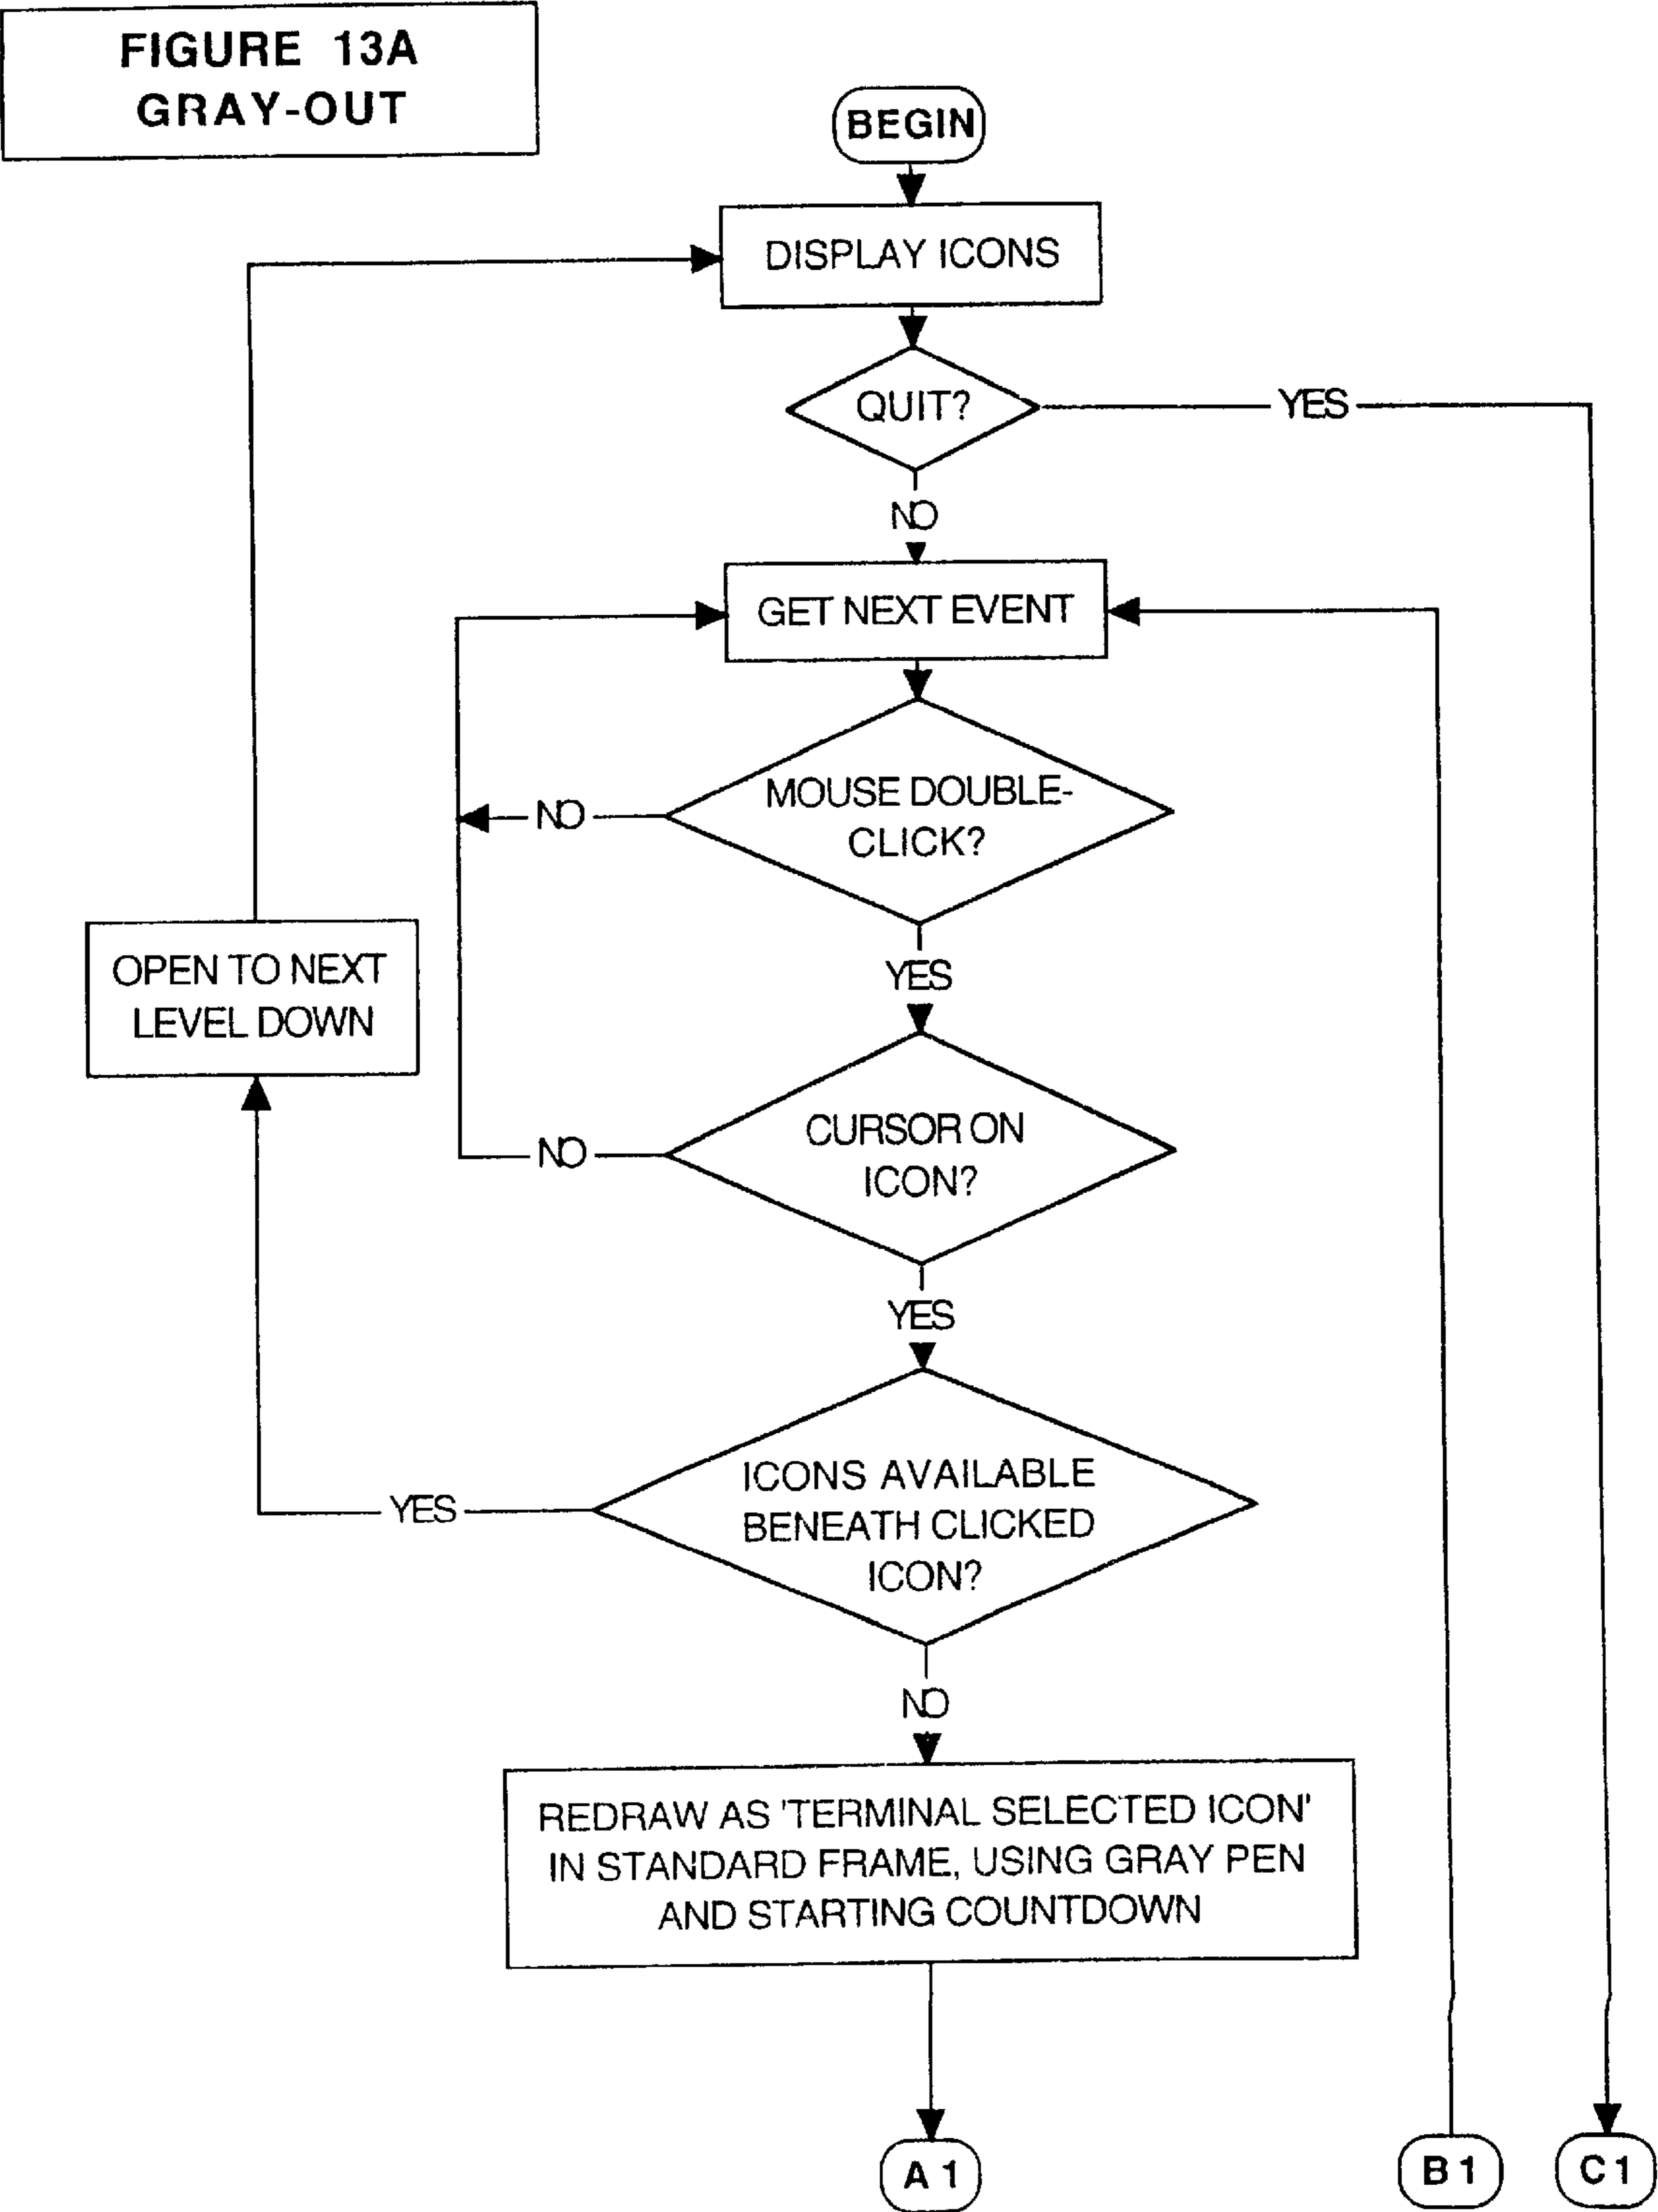 FIGURE 13A
GRAY-OUT
BEGIN
DISPLAY ICONS
QUIT?
YES
NO
GET NEXT EVENT
MOUSE DOUBLE-
CLICK?
NO
YES
OPEN TO NEXT
LEVEL DOWN
CURSOR ON
ICON?
NO
YES
ICONS AVAILABLE
BENEATH CLICKED
ICON?
YES
NO
REDRAW AS 'TERMINAL SELECTED ICON'
IN STANDARD FRAME, USING GRAY PEN
AND STARTING COUNTDOWN
A 1
B 1
C 1